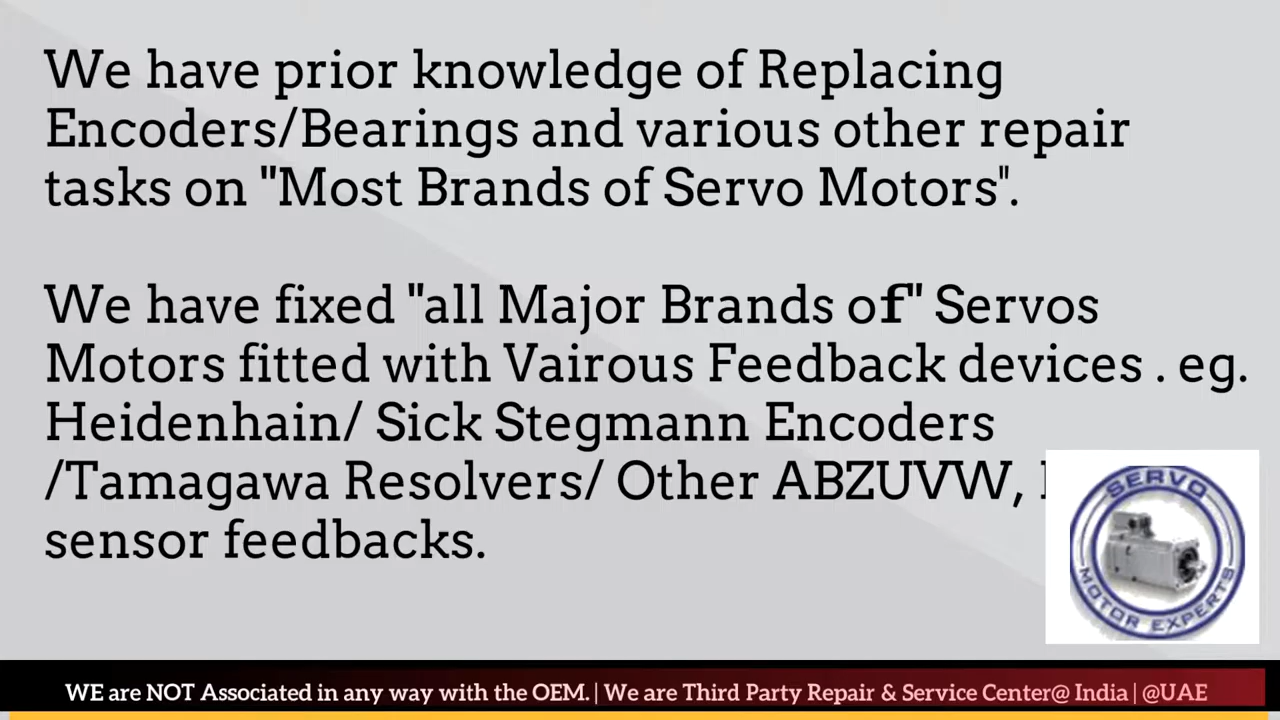 We have prior knowledge of Replacing
Encoders/Bearings and various other repair
tasks on "Most Brands of Servo Motors".
We have fixed "all Major Brands of" Servos
Motors fitted with Vairous Feedback devices . eg.
Heidenhain/ Sick Stegmann Encoders
/Tamagawa Resolvers/ Other ABZUVW,
sensor feedbacks.
SERVO
MOTOR EXPERTS
WE are NOT Associated in any way with the OEM. | We are Third Party Repair & Service Center@ India | @UAE